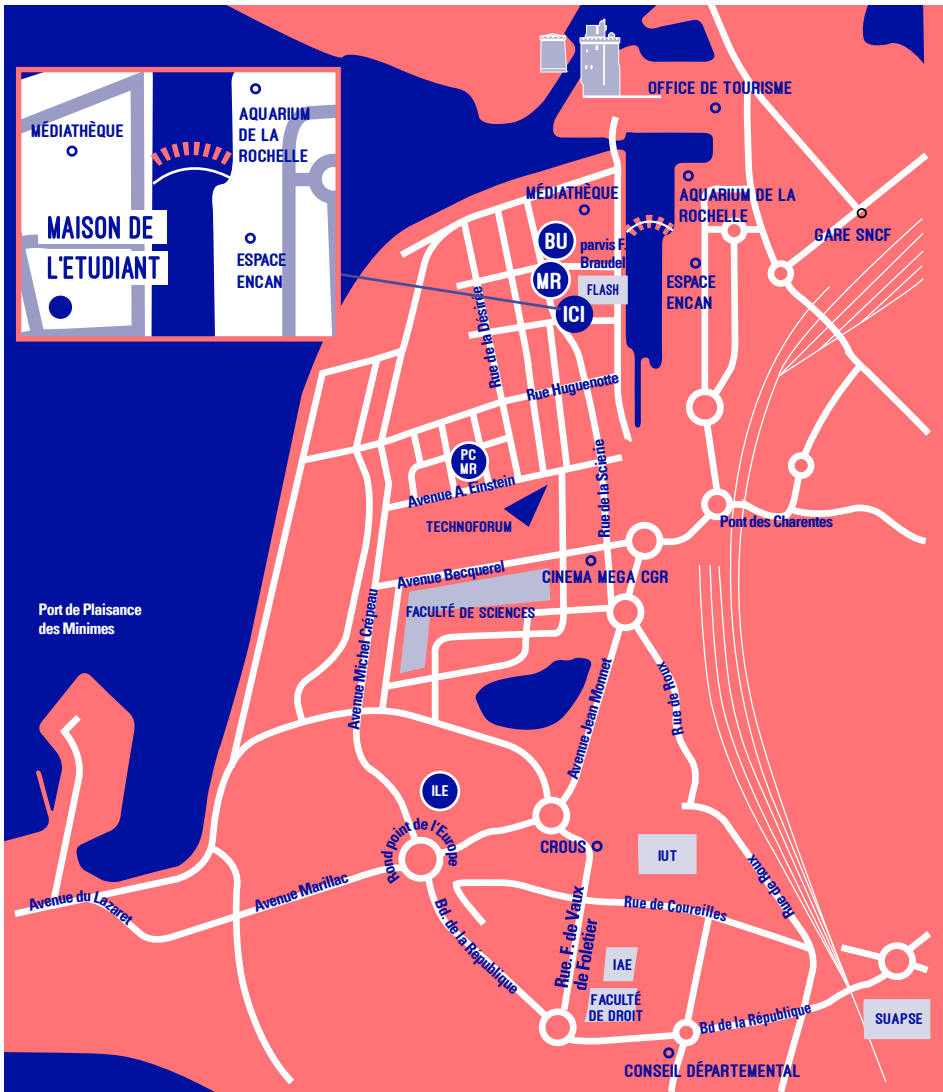 OFFICE DE TOURISME
MÉDIATHÈQUE
AQUARIUM
DE LA
ROCHELLE
MAISON DE
L'ETUDIANT
ESPACE
ENCAN
MÉDIATHÈQUE
AQUARIUM DE LA
ROCHELLE
GARE SNCF
BU
parvis F.
Braudel
MR
FLASH
ICI
ESPACE
ENCAN
Rue de la Désirée
Rue Huguenotte
PC
MR
Avenue A. Einstein
Rue de la Scierie
TECHNOFORUM
Pont des Charentes
Avenue Becquerel
CINEMA MEGA CGR
FACULTÉ DE SCIENCES
Port de Plaisance
des Minimes
Avenue Michel Crépeau
Avenue Jean Monnet
Rue de Roux
ILE
Rond point de l'Europe
CROUS
IUT
Rue de Roux
Avenue du Lazaret
Avenue Marillac
Rue de Coureilles
Bd. de la République
Rue. F. de Vaux
de Foletier
IAE
FACULTÉ
DE DROIT
Bd de la République
SUAPSE
CONSEIL DÉPARTEMENTAL